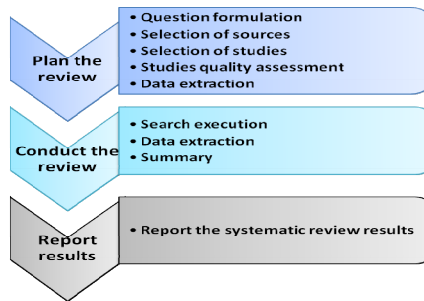 Plan the
review
• Question formulation
• Selection of sources
• Selection of studies
• Studies quality assessment
• Data extraction
Conduct the
review
• Search execution
• Data extraction
• Summary
Report
results
• Report the systematic review results